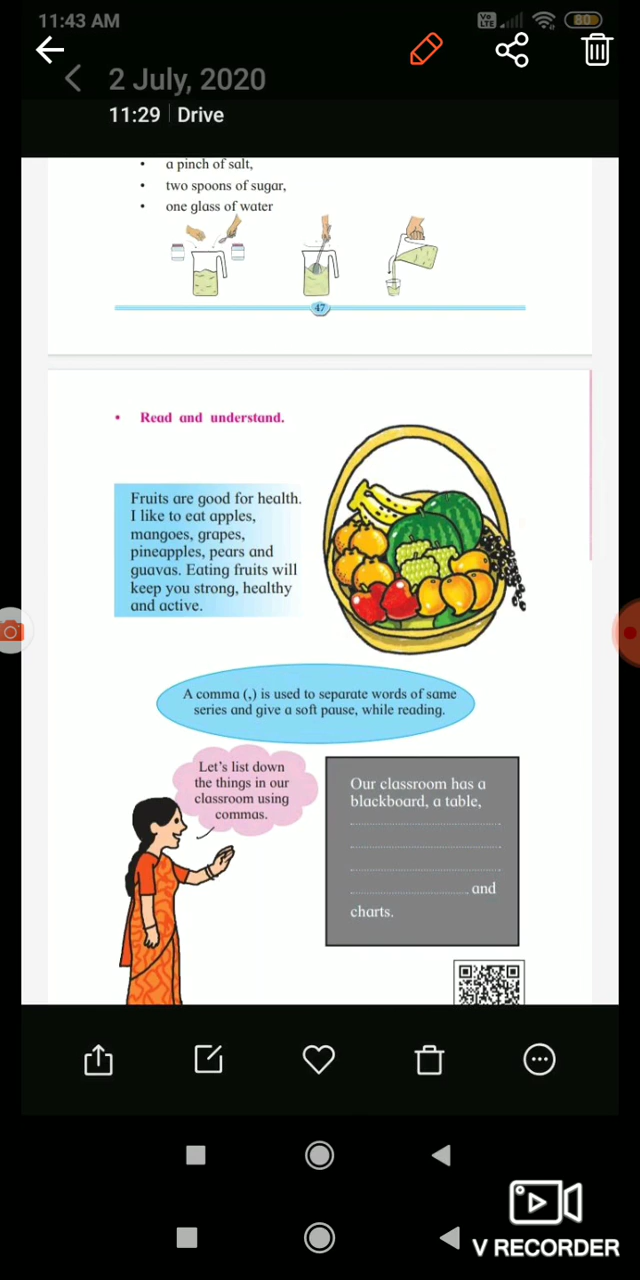 11:43 AM
Vo
LTE
80
2 July, 2020
11:29 | Drive
• a pinch of salt,
• two spoons of sugar,
• one glass of water
47
• Read and understand.
Fruits are good for health.
I like to eat apples,
mangoes, grapes,
pineapples, pears and
guavas. Eating fruits will
keep you strong, healthy
and active.
A comma (,) is used to separate words of same
series and give a soft pause, while reading.
Let's list down
the things in our
classroom using
commas.
Our classroom has a
blackboard, a table,
and
charts.
V RECORDER